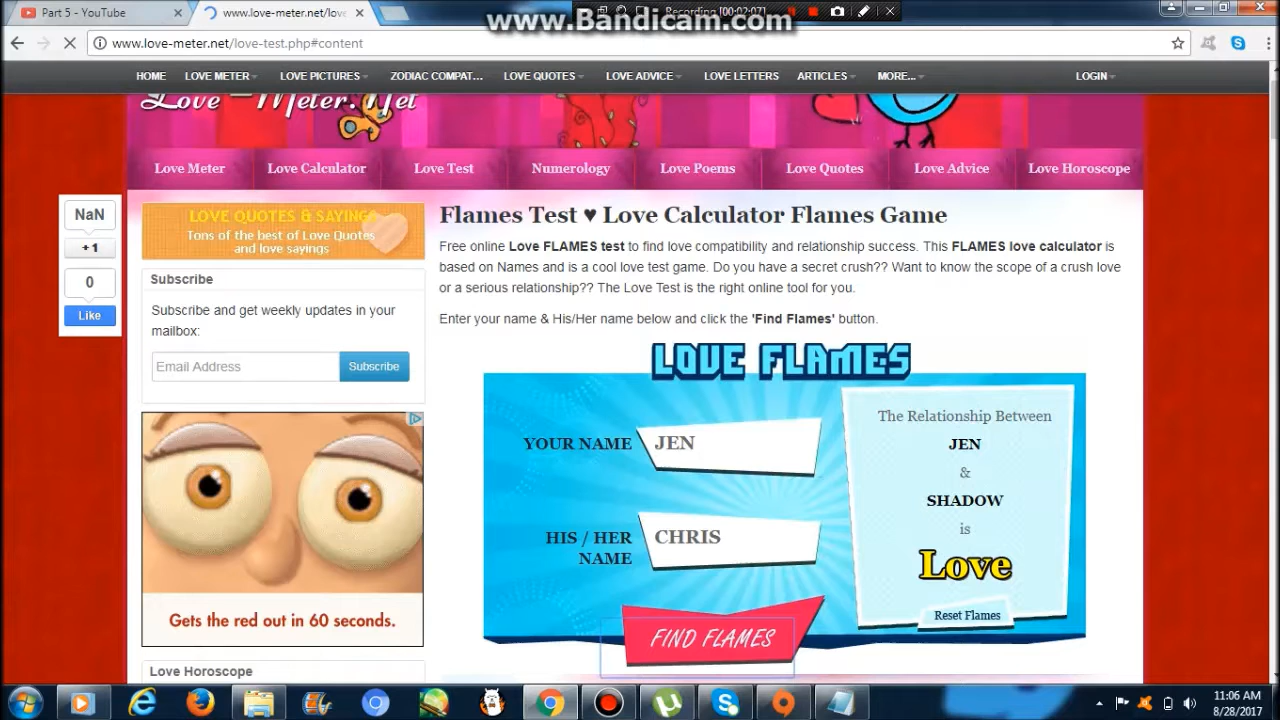 Part 5 - YouTube
www.love-meter.net/lov
Recording [00:02:07]
www.Bandicam.com
www.love-meter.net/love-test.php#content
HOME LOVE METER LOVE PICTURES ZODIAC COMPAT... LOVE QUOTES LOVE ADVICE LOVE LETTERS ARTICLES MORE... LOGIN
Love-Meter.Net
Love Meter Love Calculator Love Test Numerology Love Poems Love Quotes Love Advice Love Horoscope
NaN
+1
0
Like
LOVE QUOTES & SAYINGS
Tons of the best of Love Quotes
and love sayings
Subscribe
Subscribe and get weekly updates in your
mailbox:
Email Address
Subscribe
Gets the red out in 60 seconds.
Love Horoscope
Flames Test ♥ Love Calculator Flames Game
Free online Love FLAMES test to find love compatibility and relationship success. This FLAMES love calculator is
based on Names and is a cool love test game. Do you have a secret crush?? Want to know the scope of a crush love
or a serious relationship?? The Love Test is the right online tool for you.
Enter your name & His/Her name below and click the 'Find Flames' button.
LOVE FLAMES
YOUR NAME
JEN
HIS / HER
NAME
CHRIS
FIND FLAMES
The Relationship Between
JEN
&
SHADOW
is
Love
Reset Flames
11:06 AM
8/28/2017